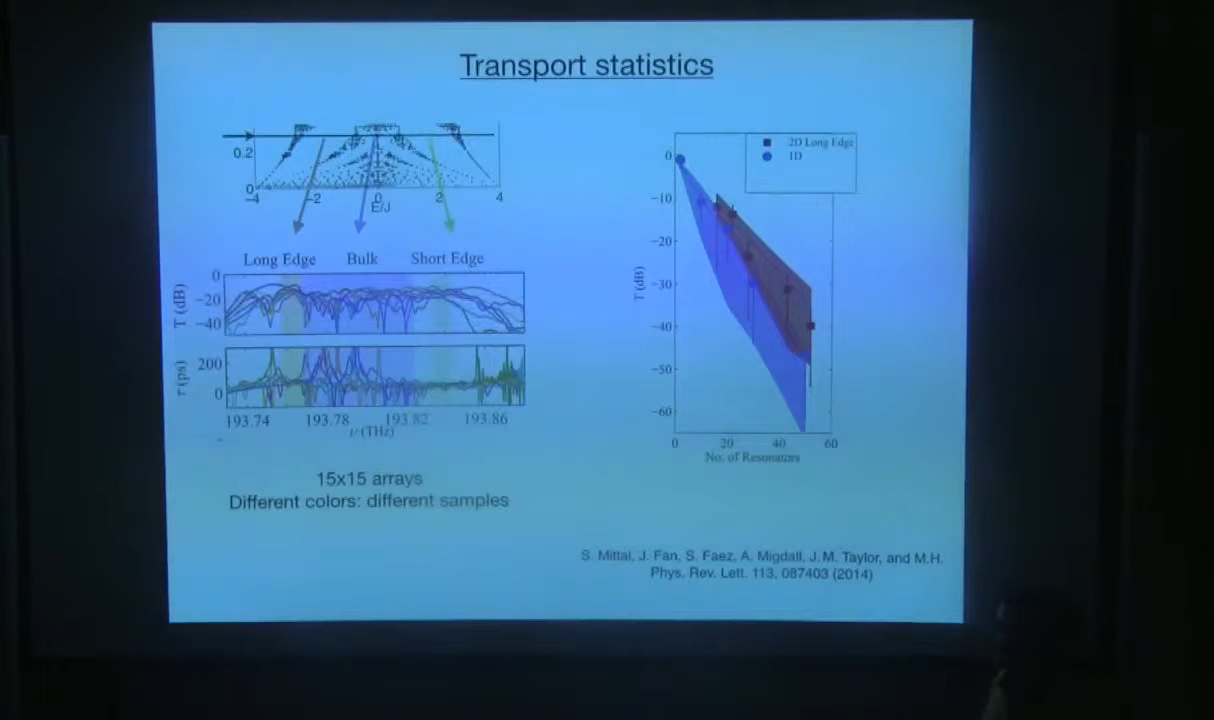 Transport statistics
0.2
0
−4
−2
0
2
4
E/J
Long Edge
Bulk
Short Edge
T (dB)
0
−20
−40
τ (ps)
200
0
193.74
193.78
193.82
193.86
ν (THz)
15x15 arrays
Different colors: different samples
2D Long Edge
1D
T (dB)
0
−10
−20
−30
−40
−50
−60
0
20
40
60
No. of Resonators
S. Mittal, J. Fan, S. Faez, A. Migdall, J. M. Taylor, and M.H.
Phys. Rev. Lett. 113, 087403 (2014)